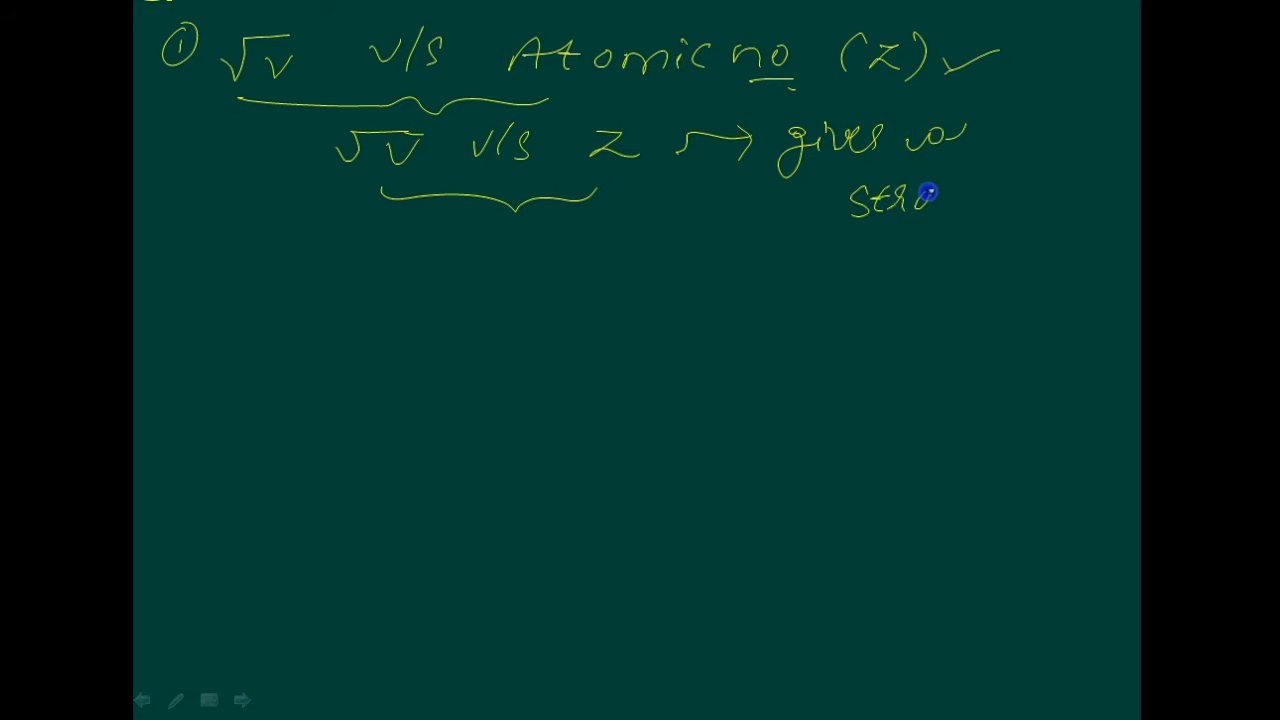 ① √ν v/s Atomic no (Z) ✓
√ν v/s Z → gives a
stra